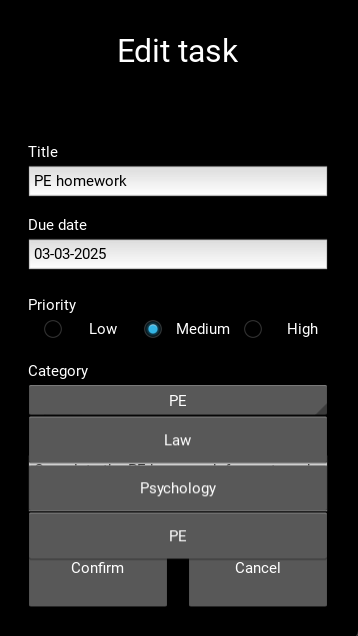 Edit task
Title
PE homework
Due date
03-03-2025
Priority
Low Medium High
Category
PE
Law
Psychology
PE
Confirm Cancel